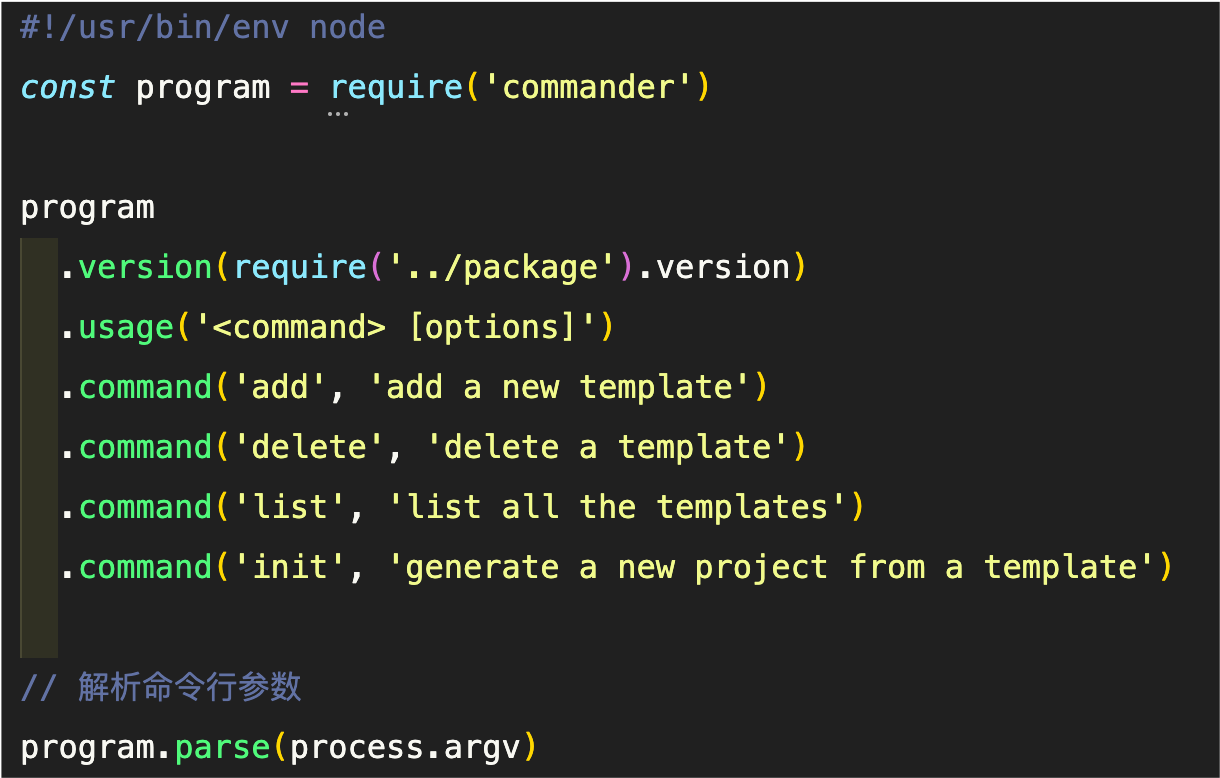 #!/usr/bin/env node
const program = require('commander')
program
.version(require('../package').version)
.usage('<command> [options]')
.command('add', 'add a new template')
.command('delete', 'delete a template')
.command('list', 'list all the templates')
.command('init', 'generate a new project from a template')
// 解析命令行参数
program.parse(process.argv)